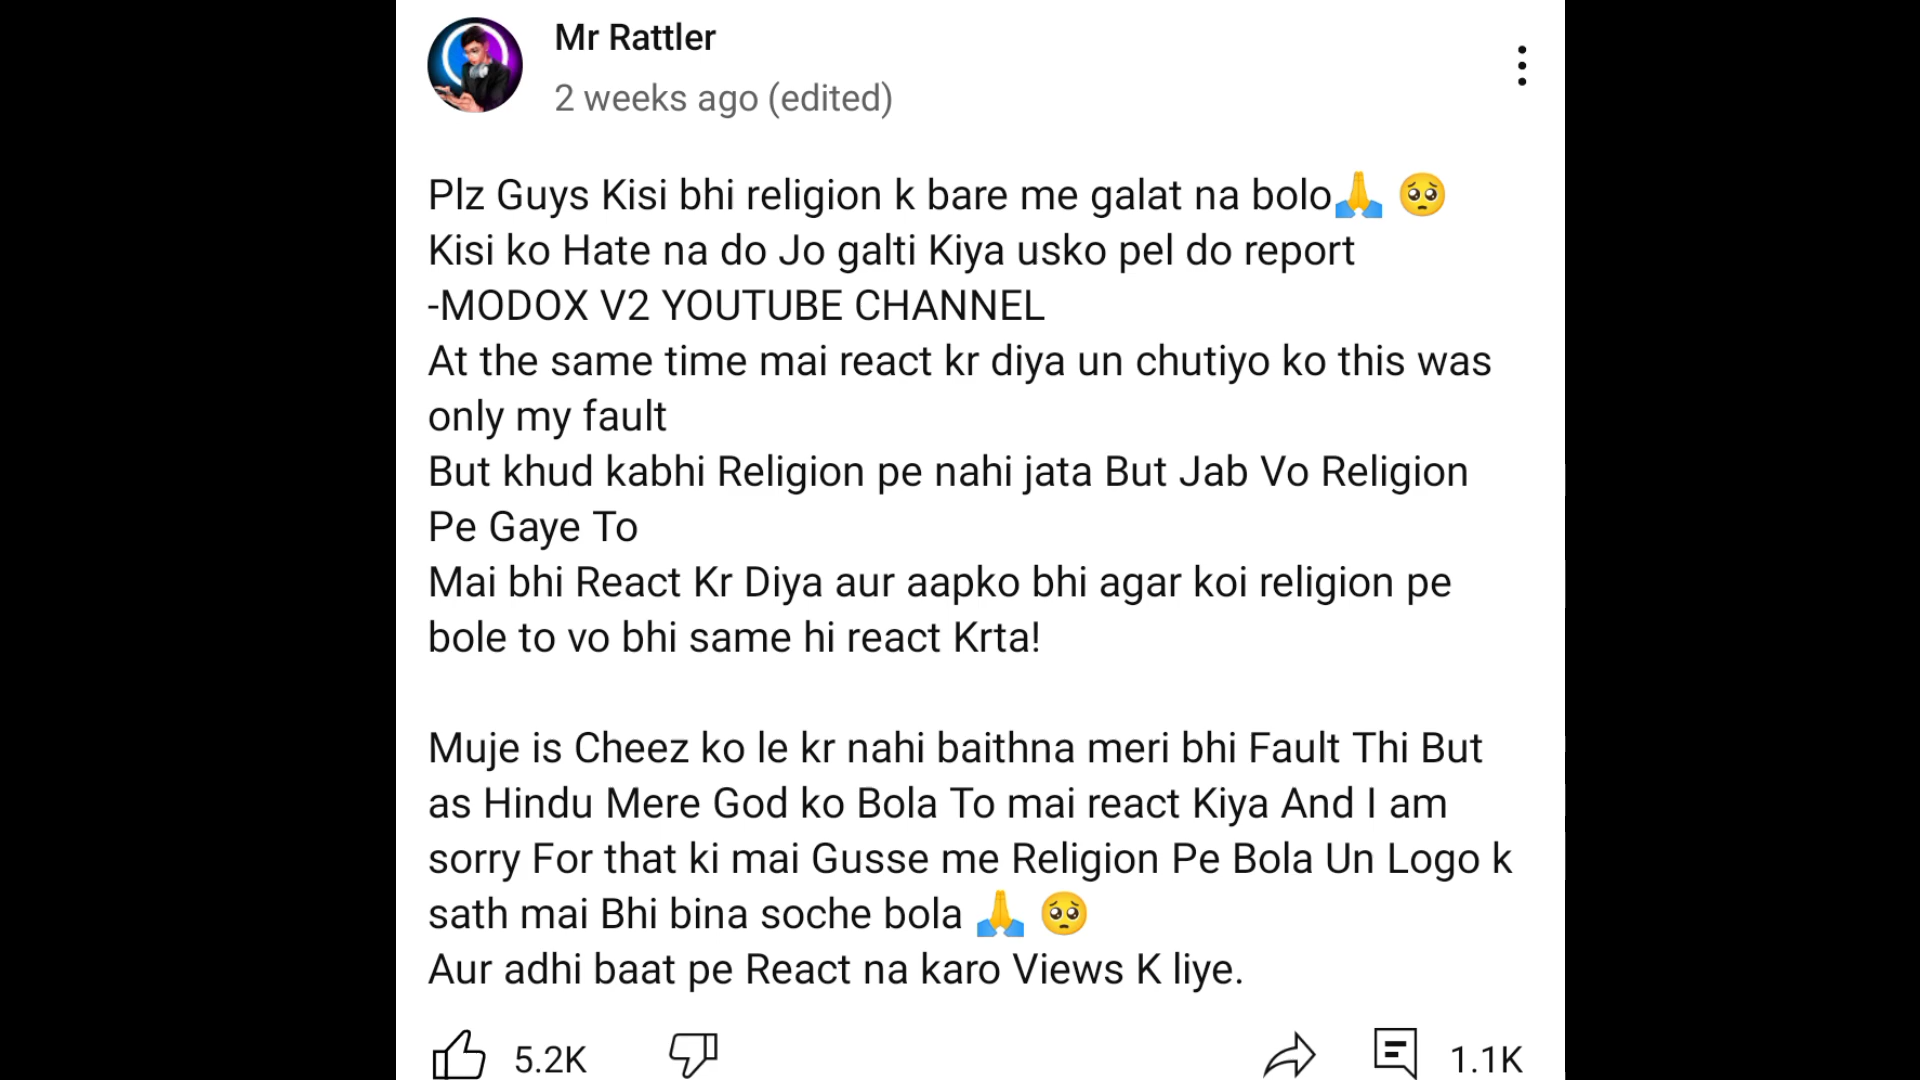 Mr Rattler
2 weeks ago (edited)
Plz Guys Kisi bhi religion k bare me galat na bolo🙏 🥺
Kisi ko Hate na do Jo galti Kiya usko pel do report
-MODOX V2 YOUTUBE CHANNEL
At the same time mai react kr diya un chutiyo ko this was
only my fault
But khud kabhi Religion pe nahi jata But Jab Vo Religion
Pe Gaye To
Mai bhi React Kr Diya aur aapko bhi agar koi religion pe
bole to vo bhi same hi react Krta!
Muje is Cheez ko le kr nahi baithna meri bhi Fault Thi But
as Hindu Mere God ko Bola To mai react Kiya And I am
sorry For that ki mai Gusse me Religion Pe Bola Un Logo k
sath mai Bhi bina soche bola 🙏 🥺
Aur adhi baat pe React na karo Views K liye.
5.2K 1.1K